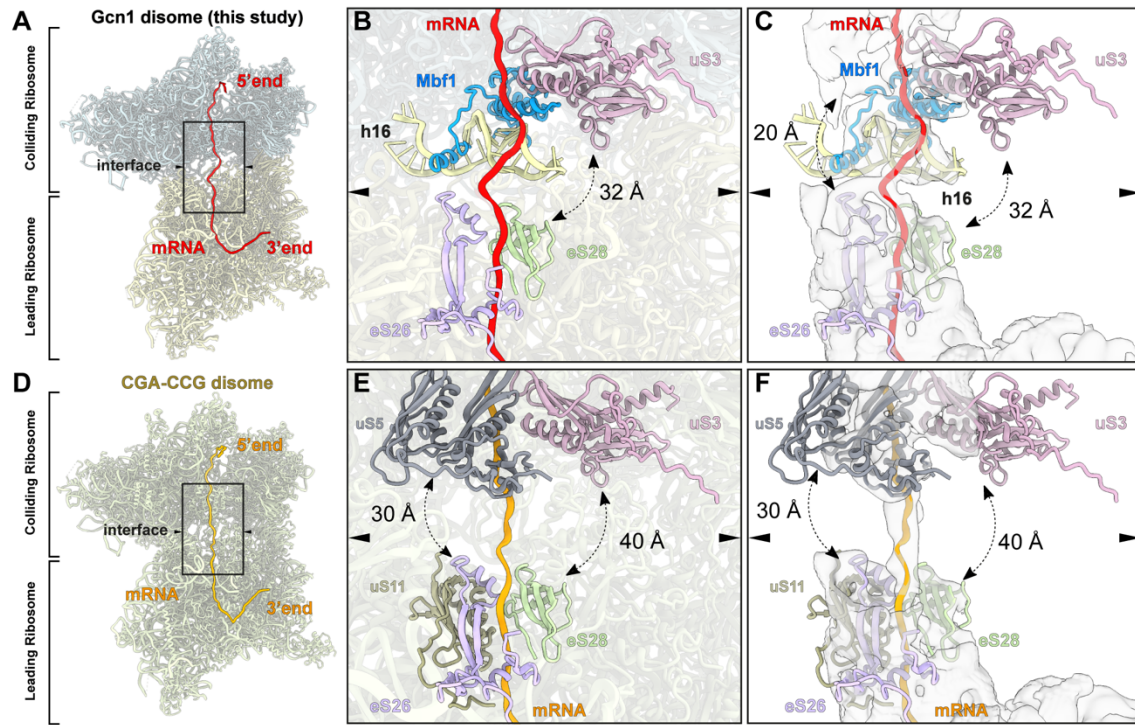 A
Gcn1 disome (this study)
Colliding Ribosome
Leading Ribosome
5'end
interface
mRNA
3'end
B
mRNA
uS3
Mbf1
h16
32 Å
eS28
eS26
C
mRNA
uS3
Mbf1
20 Å
h16
32 Å
eS28
eS26
D
CGA-CCG disome
Colliding Ribosome
Leading Ribosome
5'end
interface
mRNA
3'end
E
uS5
uS3
30 Å
40 Å
uS11
eS28
eS26
mRNA
F
uS5
uS3
30 Å
40 Å
uS11
eS28
eS26
mRNA